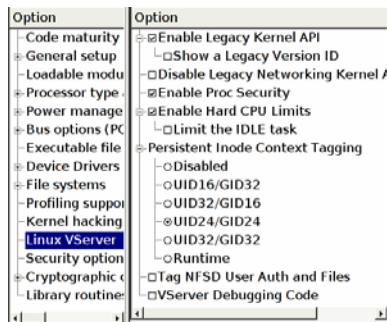 Option
Code maturity
General setup
Loadable modu
Processor type
Power manage
Bus options (PC
Executable file
Device Drivers
File systems
Profiling suppor
Kernel hacking
Linux VServer
Security option
Cryptographic
Library routine
Option
Enable Legacy Kernel API
Show a Legacy Version ID
Disable Legacy Networking Kernel A
Enable Proc Security
Enable Hard CPU Limits
Limit the IDLE task
Persistent Inode Context Tagging
Disabled
UID16/GID32
UID32/GID16
UID24/GID24
UID32/GID32
Runtime
Tag NFSD User Auth and Files
VServer Debugging Code